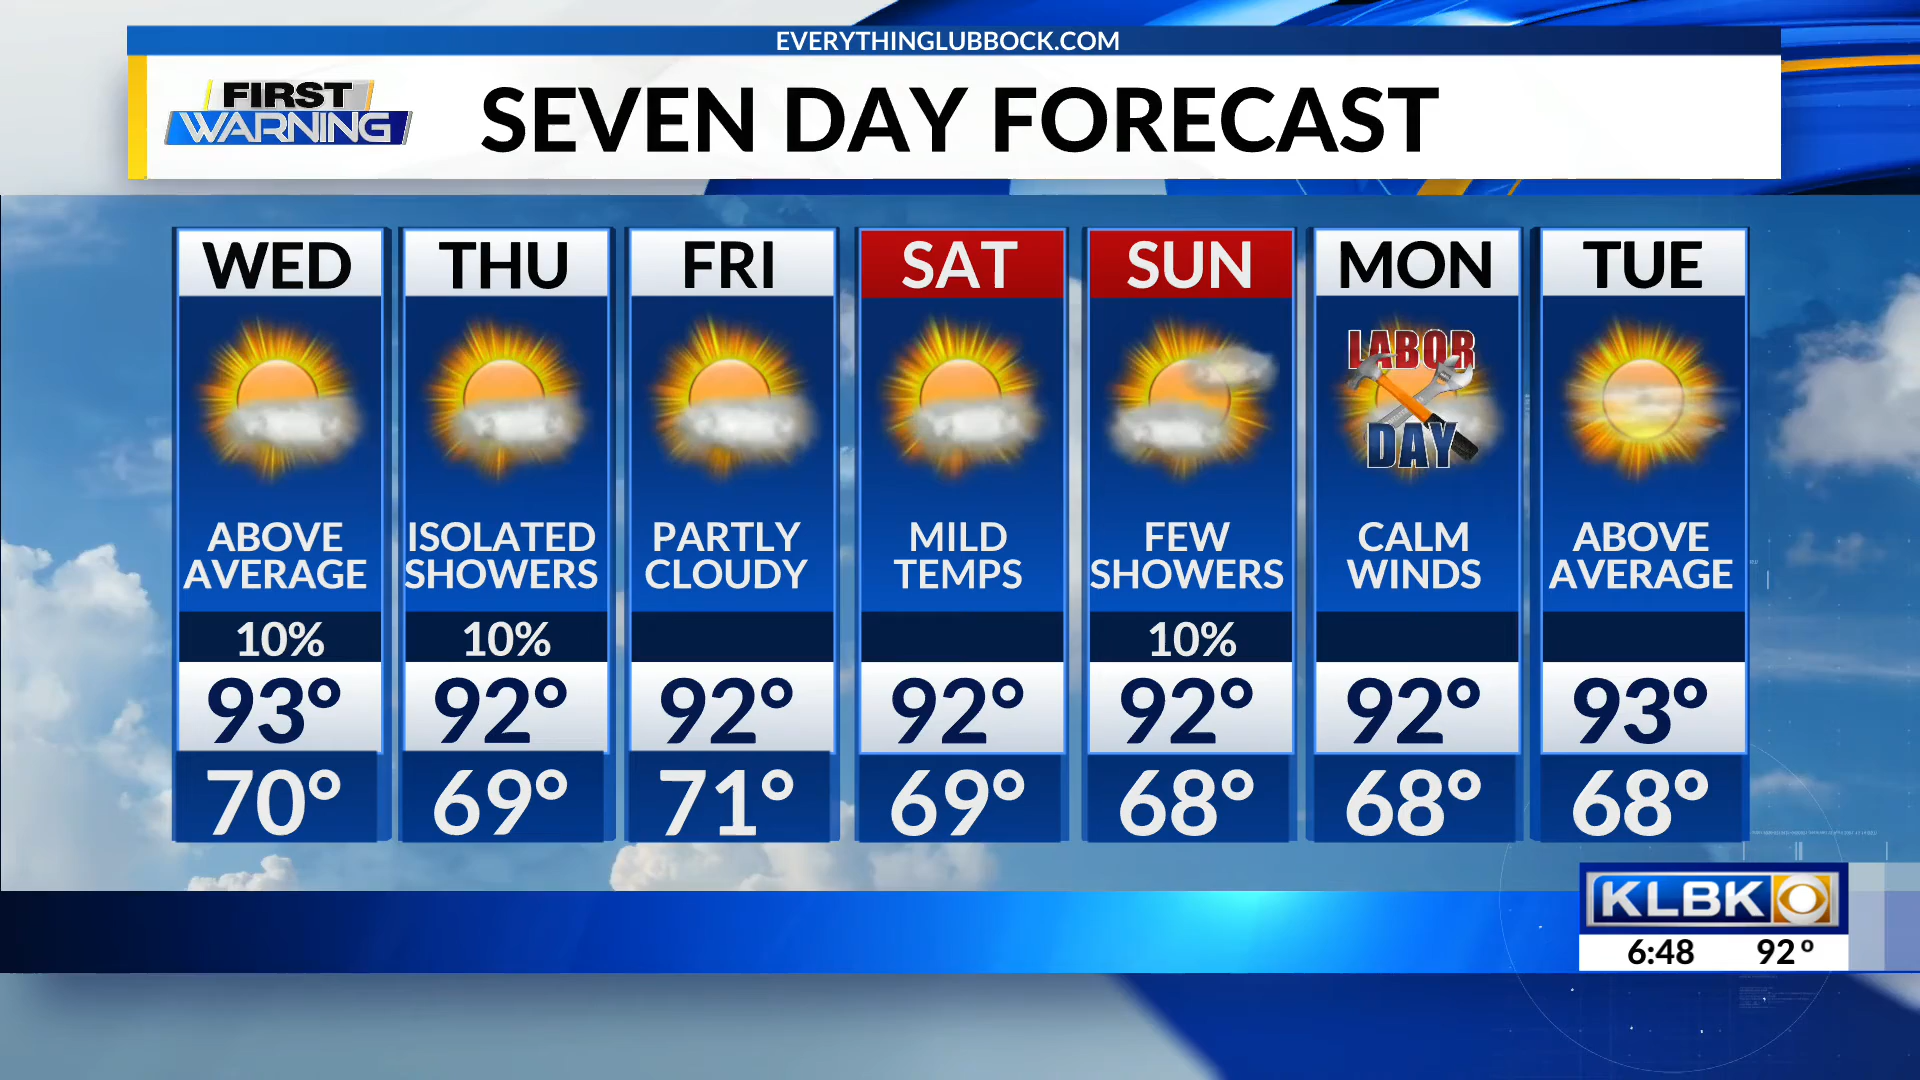 EVERYTHINGLUBBOCK.COM
FIRST
WARNING
SEVEN DAY FORECAST
WED
THU
FRI
SAT
SUN
MON
TUE
LABOR
DAY
ABOVE
AVERAGE
ISOLATED
SHOWERS
PARTLY
CLOUDY
MILD
TEMPS
FEW
SHOWERS
CALM
WINDS
ABOVE
AVERAGE
10%
10%
10%
93°
92°
92°
92°
92°
92°
93°
70°
69°
71°
69°
68°
68°
68°
KLBK
6:48 92°